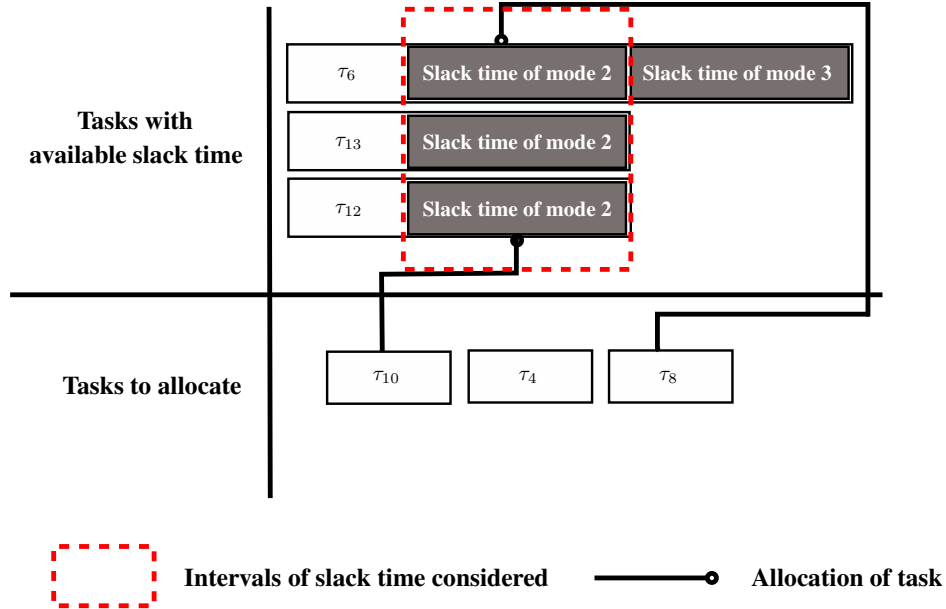 τ6 Slack time of mode 2 Slack time of mode 3
Tasks with
available slack time
τ13 Slack time of mode 2
τ12 Slack time of mode 2
Tasks to allocate
τ10 τ4 τ8
Intervals of slack time considered
Allocation of task